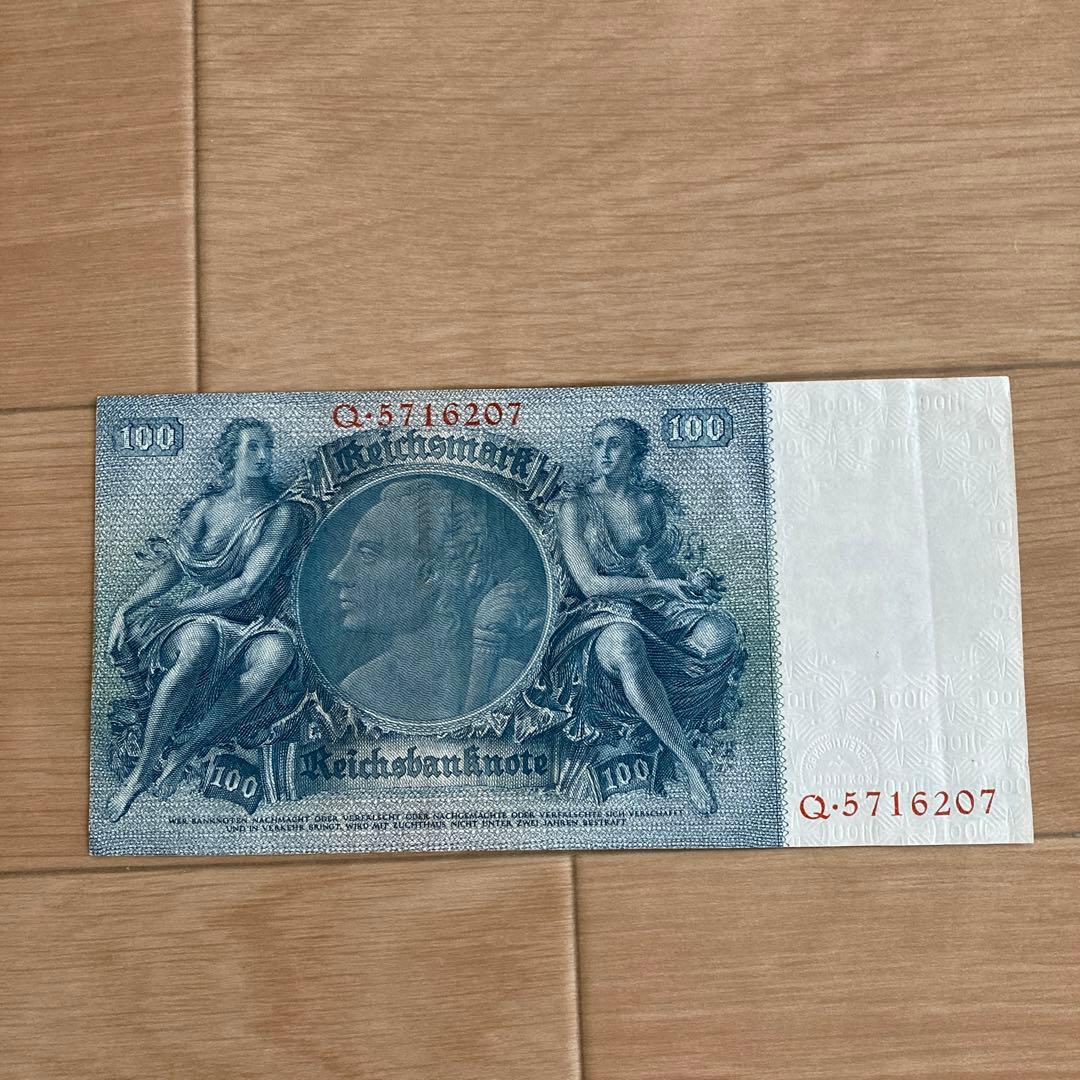 Q·5716207
100
100
Reichsmark
Reichsbanknote
100
100
WER BANKNOTEN NACHMACHT ODER VERFÄLSCHT ODER NACHGEMACHTE ODER VERFÄLSCHTE SICH VERSCHAFFT
UND IN VERKEHR BRINGT, WIRD MIT ZUCHTHAUS NICHT UNTER ZWEI JAHREN BESTRAFT
Q·5716207